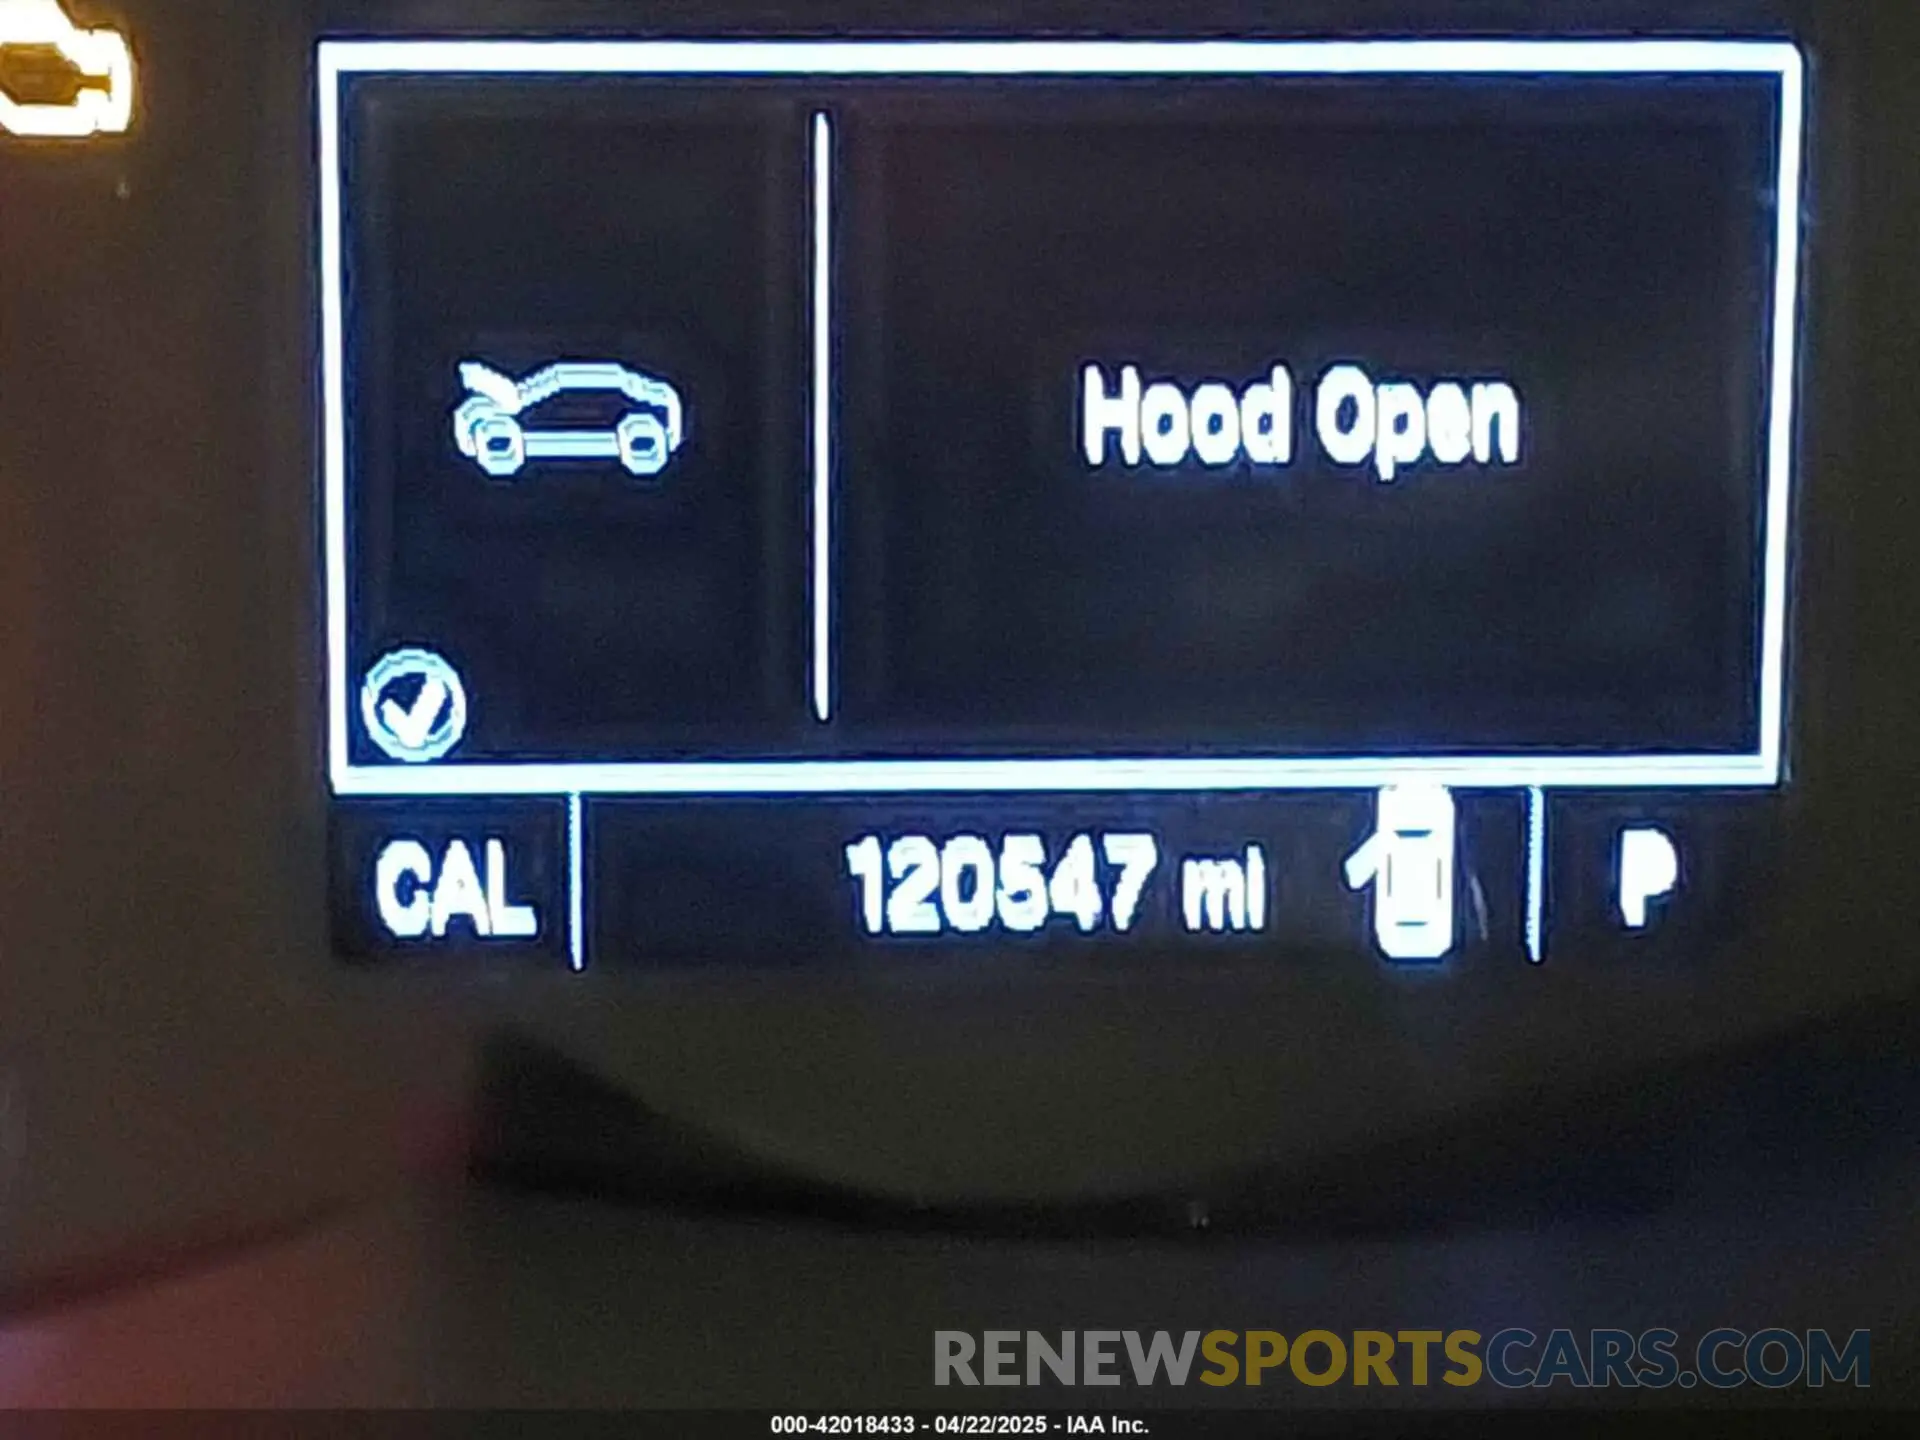 Hood Open
CAL 120547 mi P
RENEWSPORTSCARS.COM
000-42018433 - 04/22/2025 - IAA Inc.